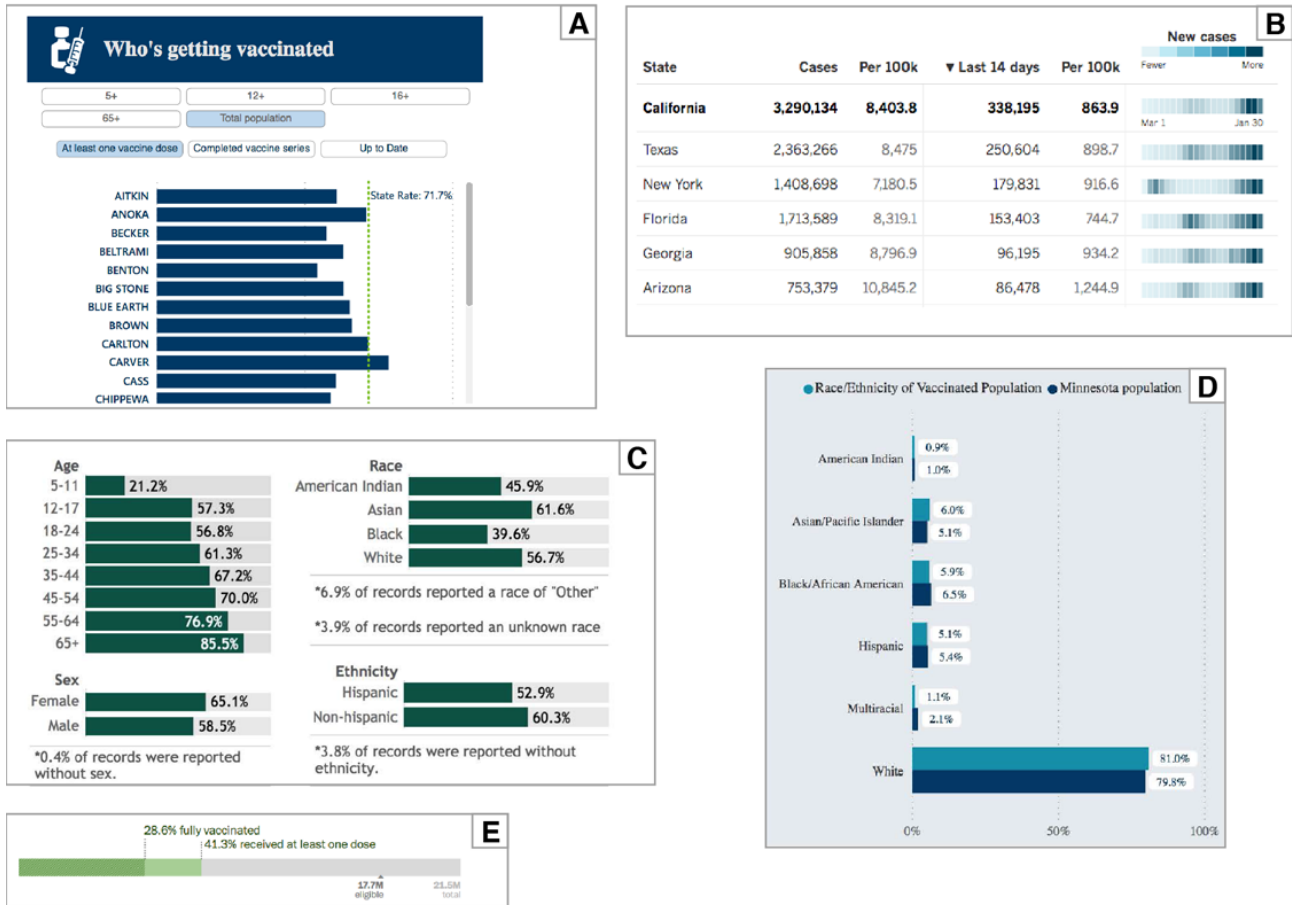 A
Who's getting vaccinated
5+ 12+ 16+
65+ Total population
At least one vaccine dose Completed vaccine series Up to Date
State Rate: 71.7%
AITKIN
ANOKA
BECKER
BELTRAMI
BENTON
BIG STONE
BLUE EARTH
BROWN
CARLTON
CARVER
CASS
CHIPPEWA
B
New cases
Fewer More
State Cases Per 100k ▼ Last 14 days Per 100k
California 3,290,134 8,403.8 338,195 863.9
Mar 1 Jan 30
Texas 2,363,266 8,475 250,604 898.7
New York 1,408,698 7,180.5 179,831 916.6
Florida 1,713,589 8,319.1 153,403 744.7
Georgia 905,858 8,796.9 96,195 934.2
Arizona 753,379 10,845.2 86,478 1,244.9
C
Age
5-11 21.2%
12-17 57.3%
18-24 56.8%
25-34 61.3%
35-44 67.2%
45-54 70.0%
55-64 76.9%
65+ 85.5%
Sex
Female 65.1%
Male 58.5%
*0.4% of records were reported
without sex.
Race
American Indian 45.9%
Asian 61.6%
Black 39.6%
White 56.7%
*6.9% of records reported a race of "Other"
*3.9% of records reported an unknown race
Ethnicity
Hispanic 52.9%
Non-hispanic 60.3%
*3.8% of records were reported without
ethnicity.
D
Race/Ethnicity of Vaccinated Population Minnesota population
American Indian 0.9%
1.0%
Asian/Pacific Islander 6.0%
5.1%
Black/African American 5.9%
6.5%
Hispanic 5.1%
5.4%
Multiracial 1.1%
2.1%
White 81.0%
79.8%
0% 50% 100%
E
28.6% fully vaccinated
41.3% received at least one dose
17.7M 21.5M
eligible total